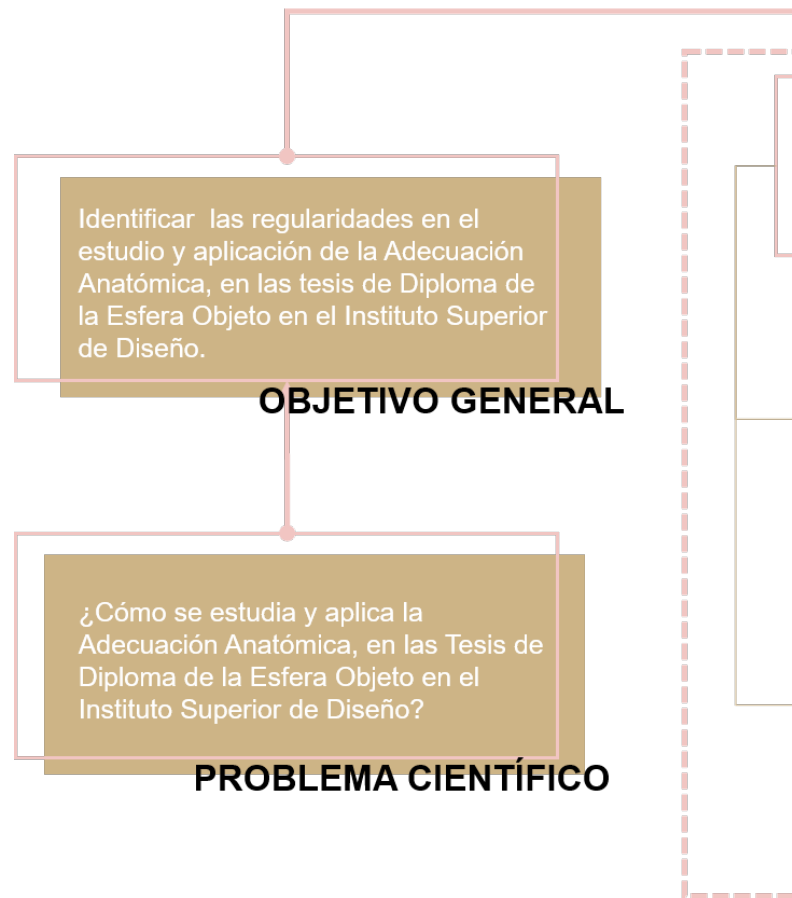 Identificar  las regularidades en el
estudio y aplicación de la Adecuación
Anatómica, en las tesis de Diploma de
la Esfera Objeto en el Instituto Superior
de Diseño.
OBJETIVO GENERAL
¿Cómo se estudia y aplica la
Adecuación Anatómica, en las Tesis de
Diploma de la Esfera Objeto en el
Instituto Superior de Diseño?
PROBLEMA CIENTÍFICO